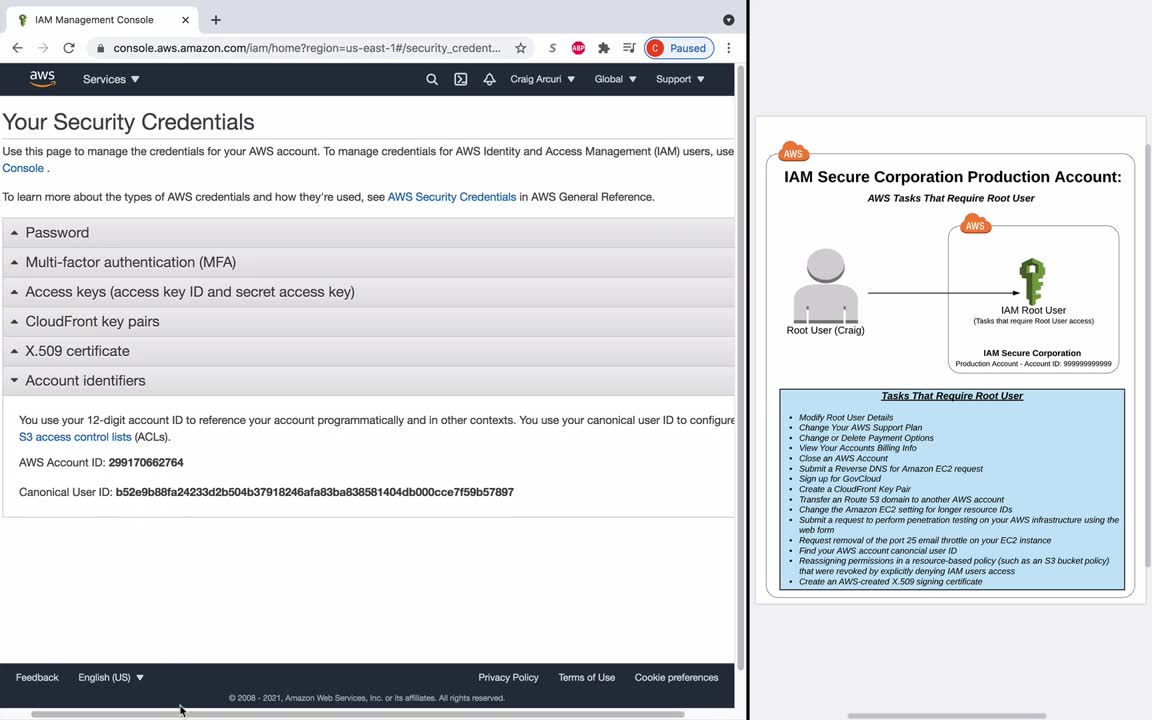 IAM Management Console
console.aws.amazon.com/iam/home?region=us-east-1#/security_credent...
S
ABP
C Paused
aws Services Craig Arcuri Global Support
Your Security Credentials
Use this page to manage the credentials for your AWS account. To manage credentials for AWS Identity and Access Management (IAM) users, use
Console .
To learn more about the types of AWS credentials and how they're used, see AWS Security Credentials in AWS General Reference.
Password
Multi-factor authentication (MFA)
Access keys (access key ID and secret access key)
CloudFront key pairs
X.509 certificate
Account identifiers
You use your 12-digit account ID to reference your account programmatically and in other contexts. You use your canonical user ID to configure
S3 access control lists (ACLs).
AWS Account ID: 299170662764
Canonical User ID: b52e9b88fa24233d2b504b37918246afa83ba838581404db000cce7f59b57897
Feedback English (US) Privacy Policy Terms of Use Cookie preferences
© 2008 - 2021, Amazon Web Services, Inc. or its affiliates. All rights reserved.
AWS
IAM Secure Corporation Production Account:
AWS Tasks That Require Root User
AWS
Root User (Craig)
IAM Root User
(Tasks that require Root User access)
IAM Secure Corporation
Production Account - Account ID: 999999999999
Tasks That Require Root User
• Modify Root User Details
• Change Your AWS Support Plan
• Change or Delete Payment Options
• View Your Accounts Billing Info
• Close an AWS Account
• Submit a Reverse DNS for Amazon EC2 request
• Sign up for GovCloud
• Create a CloudFront Key Pair
• Transfer an Route 53 domain to another AWS account
• Change the Amazon EC2 setting for longer resource IDs
• Submit a request to perform penetration testing on your AWS infrastructure using the
web form
• Request removal of the port 25 email throttle on your EC2 instance
• Find your AWS account canoncial user ID
• Reassigning permissions in a resource-based policy (such as an S3 bucket policy)
that were revoked by explicitly denying IAM users access
• Create an AWS-created X.509 signing certificate